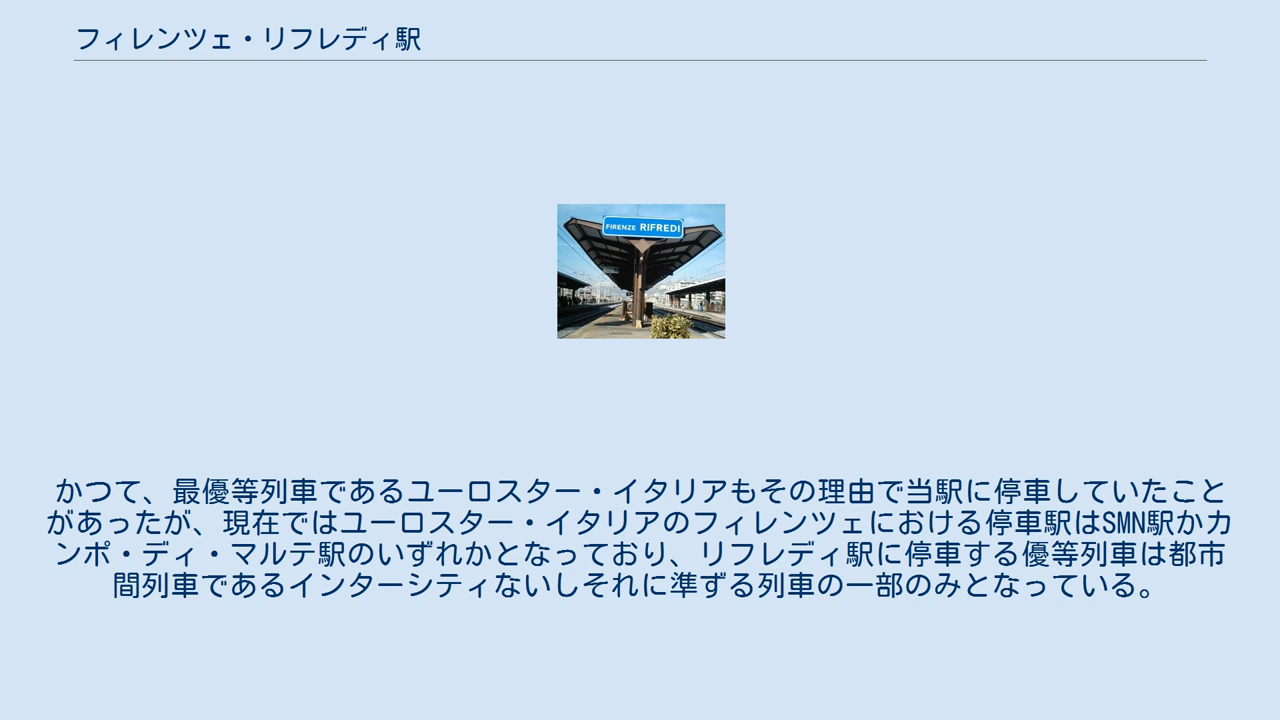 フィレンツェ・リフレディ駅
FIRENZE RIFREDI
かつて、最優等列車であるユーロスター・イタリアもその理由で当駅に停車していたこと
があったが、現在ではユーロスター・イタリアのフィレンツェにおける停車駅はSMN駅かカ
ンポ・ディ・マルテ駅のいずれかとなっており、リフレディ駅に停車する優等列車は都市
間列車であるインターシティないしそれに準ずる列車の一部のみとなっている。